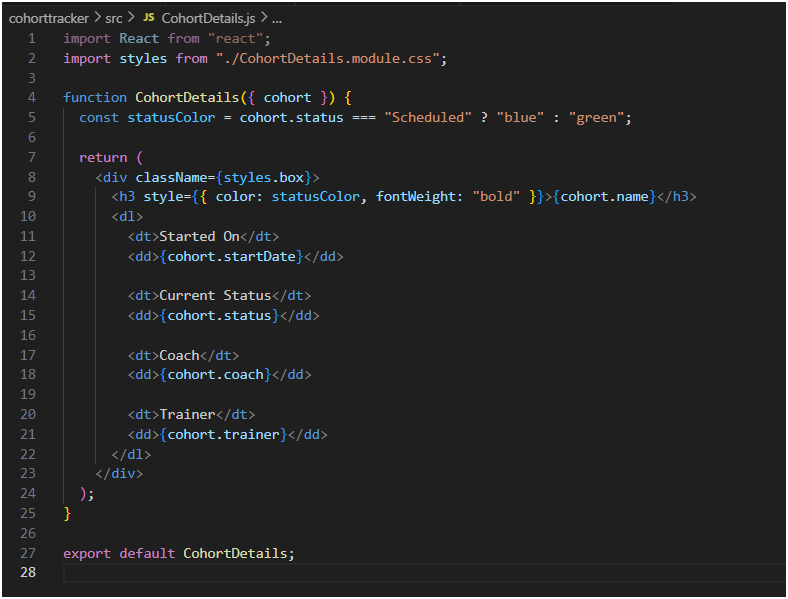 cohorttracker > src > JS CohortDetails.js > ...
1 import React from "react";
2 import styles from "./CohortDetails.module.css";
3
4 function CohortDetails({ cohort }) {
5   const statusColor = cohort.status === "Scheduled" ? "blue" : "green";
6
7   return (
8     <div className={styles.box}>
9       <h3 style={{ color: statusColor, fontWeight: "bold" }}>{cohort.name}</h3>
10       <dl>
11         <dt>Started On</dt>
12         <dd>{cohort.startDate}</dd>
13
14         <dt>Current Status</dt>
15         <dd>{cohort.status}</dd>
16
17         <dt>Coach</dt>
18         <dd>{cohort.coach}</dd>
19
20         <dt>Trainer</dt>
21         <dd>{cohort.trainer}</dd>
22       </dl>
23     </div>
24   );
25 }
26
27 export default CohortDetails;
28